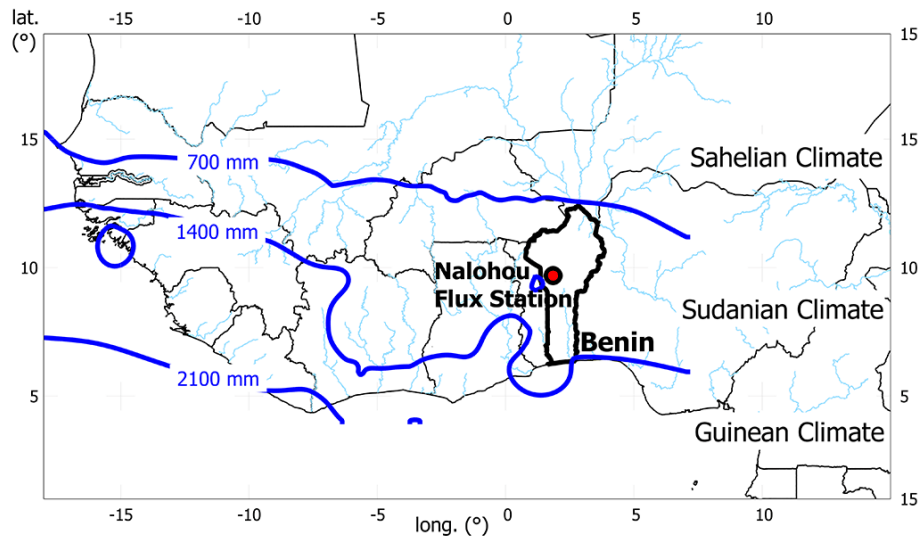 lat.
(°)
-15 -10 -5 0 5 10 15
15
700 mm
15
Sahelian Climate
1400 mm
10
Nalohou
Flux Station
10
Sudanian Climate
Benin
2100 mm
5
5
Guinean Climate
15
-15 -10 -5 0 5 10
long. (°)